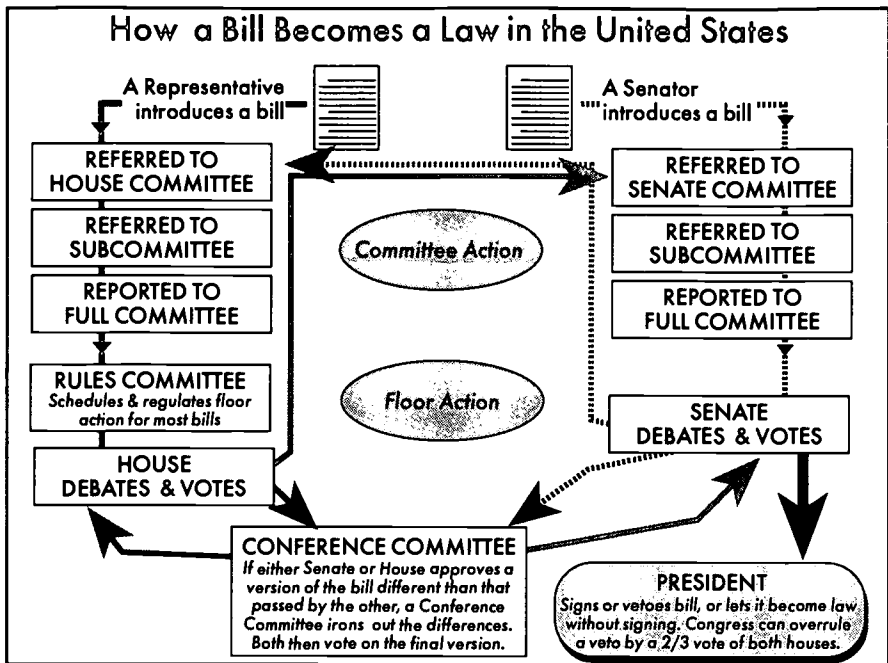 How a Bill Becomes a Law in the United States
A Representative
introduces a bill
A Senator
introduces a bill
REFERRED TO
HOUSE COMMITTEE
REFERRED TO
SUBCOMMITTEE
REPORTED TO
FULL COMMITTEE
RULES COMMITTEE
Schedules & regulates floor
action for most bills
HOUSE
DEBATES & VOTES
Committee Action
Floor Action
REFERRED TO
SENATE COMMITTEE
REFERRED TO
SUBCOMMITTEE
REPORTED TO
FULL COMMITTEE
SENATE
DEBATES & VOTES
CONFERENCE COMMITTEE
If either Senate or House approves a
version of the bill different than that
passed by the other, a Conference
Committee irons out the differences.
Both then vote on the final version.
PRESIDENT
Signs or vetoes bill, or lets it become law
without signing. Congress can overrule
a veto by a 2/3 vote of both houses.